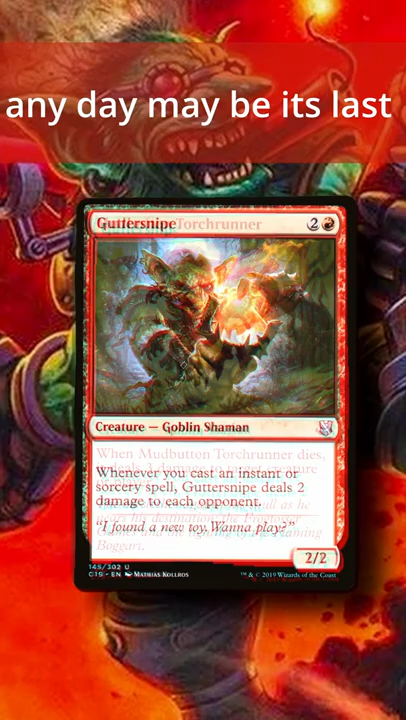 any day may be its last
Guttersnipe Torchrunner
2
Creature — Goblin Shaman
When Mudbutton Torchrunner dies,
Whenever you cast an instant or
sorcery spell, Guttersnipe deals 2
damage to each opponent.
"I found a new toy. Wanna play?"
Boggart.
2/2
145/302 U
C19 • EN Mathias Kollros
™ & © 2019 Wizards of the Coast